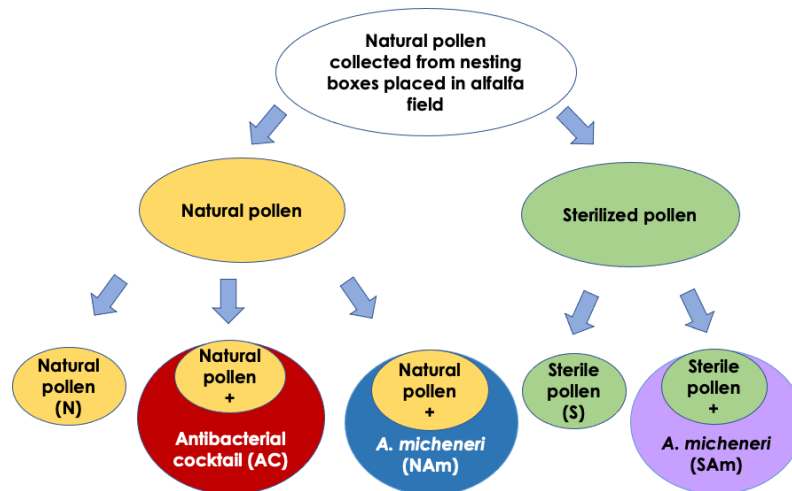 Natural pollen
collected from nesting
boxes placed in alfalfa
field
Natural pollen
Sterilized pollen
Natural
pollen
(N)
Natural
pollen
+
Antibacterial
cocktail (AC)
Natural
pollen
+
A. micheneri
(NAm)
Sterile
pollen
(S)
Sterile
pollen
+
A. micheneri
(SAm)